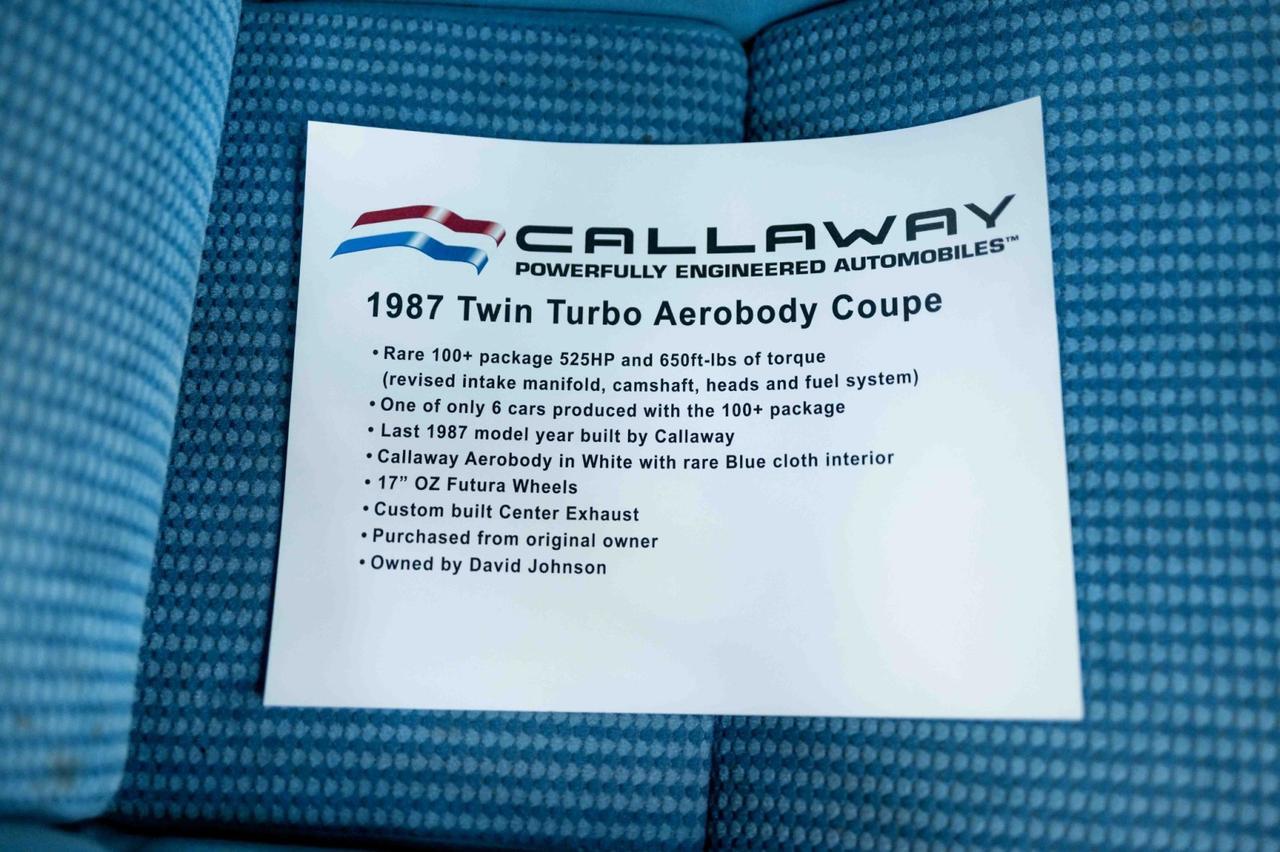 CALLAWAY
POWERFULLY ENGINEERED AUTOMOBILES™
1987 Twin Turbo Aerobody Coupe
• Rare 100+ package 525HP and 650ft-lbs of torque
(revised intake manifold, camshaft, heads and fuel system)
• One of only 6 cars produced with the 100+ package
• Last 1987 model year built by Callaway
• Callaway Aerobody in White with rare Blue cloth interior
• 17” OZ Futura Wheels
• Custom built Center Exhaust
• Purchased from original owner
• Owned by David Johnson